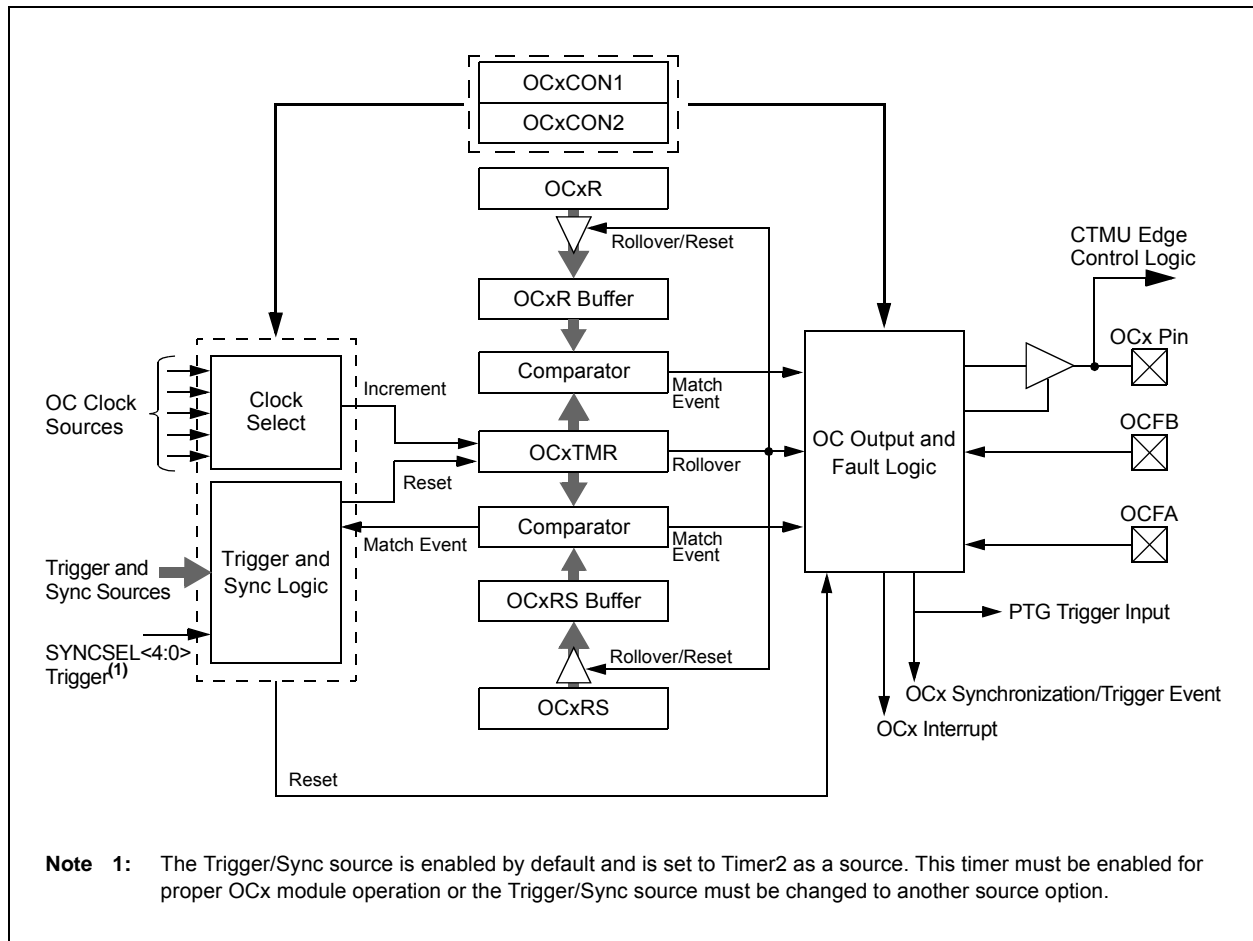 OCxCON1
OCxCON2
OCxR
Rollover/Reset
CTMU Edge
Control Logic
OCxR Buffer
OCx Pin
Comparator
Match
Event
Increment
OC Clock
Sources
Clock
Select
OCxTMR
Rollover
OC Output and
Fault Logic
OCFB
Reset
Comparator
Match Event
Match
Event
OCFA
Trigger and
Sync Sources
Trigger and
Sync Logic
OCxRS Buffer
PTG Trigger Input
SYNCSEL<4:0>
Trigger(1)
Rollover/Reset
OCx Synchronization/Trigger Event
OCxRS
OCx Interrupt
Reset
Note 1: The Trigger/Sync source is enabled by default and is set to Timer2 as a source. This timer must be enabled for
proper OCx module operation or the Trigger/Sync source must be changed to another source option.